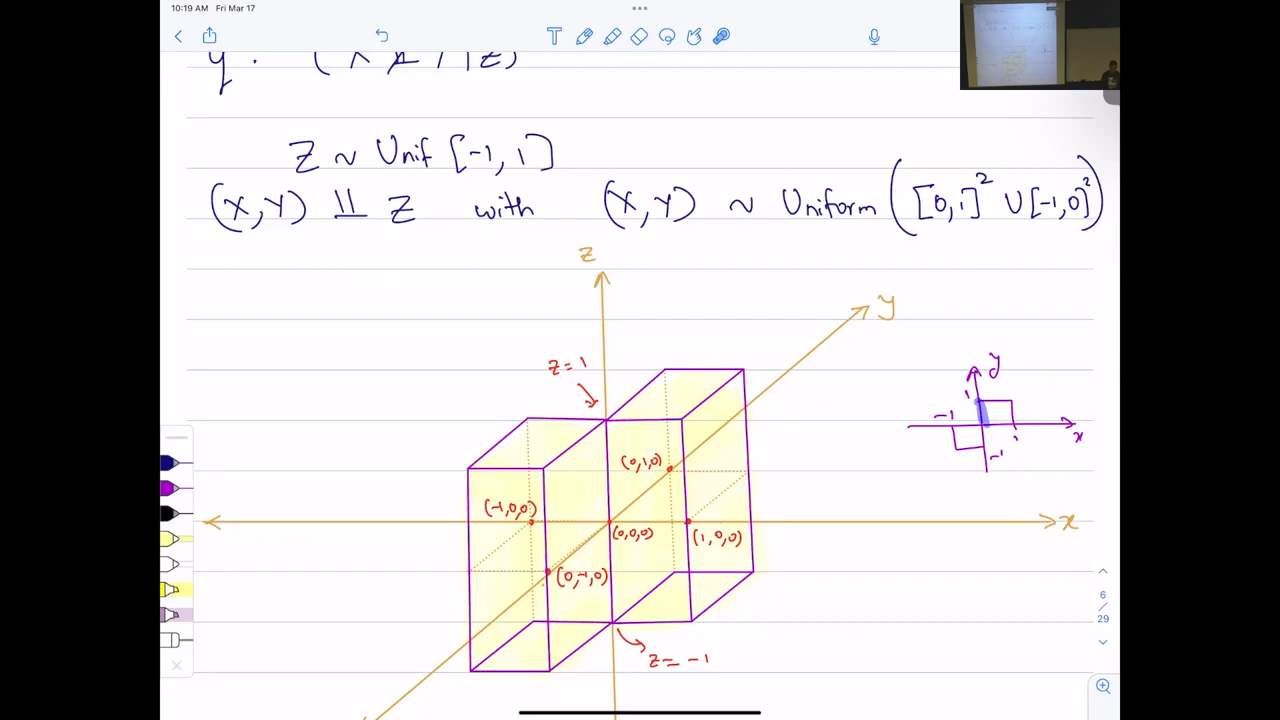 10:19 AM Fri Mar 17
T
Z ~ Unif [-1, 1]
(X,Y) ⫫ Z with (X,Y) ~ Uniform ([0,1]² ∪ [-1,0]²)
z
y
z=1
y
1
-1
x
1
-1
(0,1,0)
(-1,0,0)
(0,0,0)
(1,0,0)
x
(0,-1,0)
z=-1
6
/
29